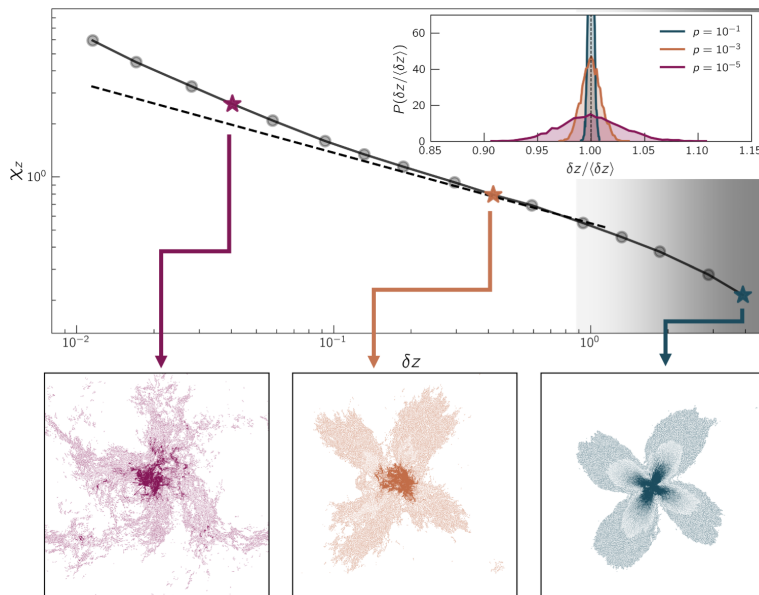 χz
10⁰
10⁻² 10⁻¹ 10⁰
δz
P(δz/⟨δz⟩)
60
40
20
0
0.85 0.90 0.95 1.00 1.05 1.10 1.15
δz/⟨δz⟩
p = 10⁻¹
p = 10⁻³
p = 10⁻⁵